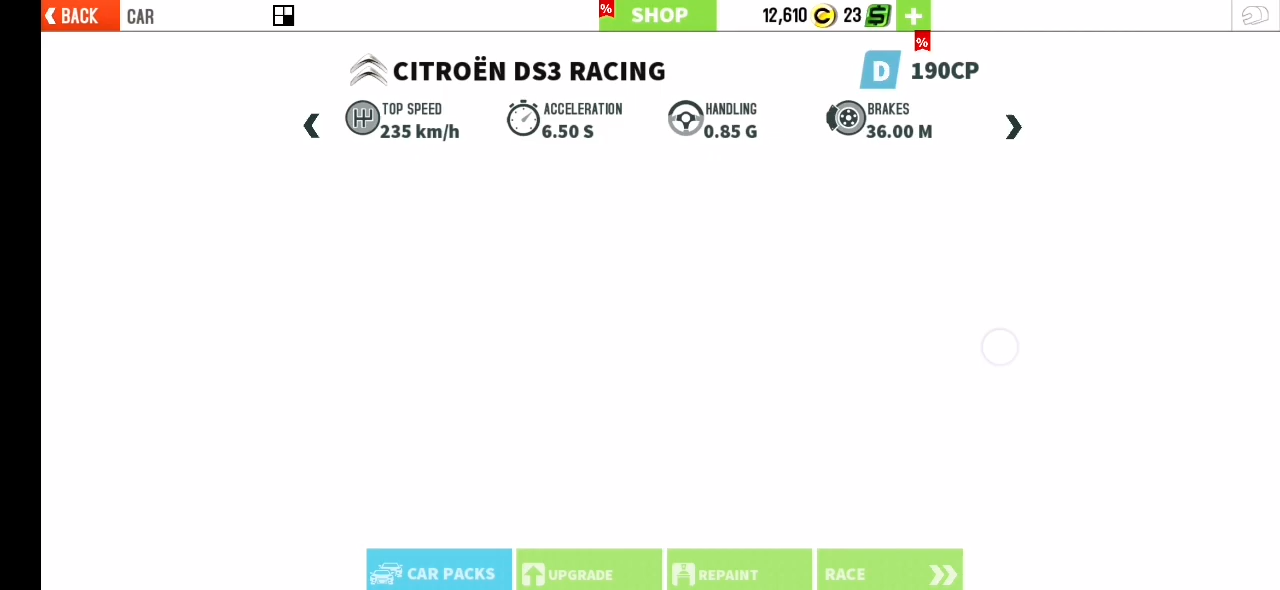 BACK CAR % SHOP 12,610 23 +
%
CITROËN DS3 RACING D 190CP
TOP SPEED ACCELERATION HANDLING BRAKES
235 km/h 6.50 S 0.85 G 36.00 M
CAR PACKS UPGRADE REPAINT RACE